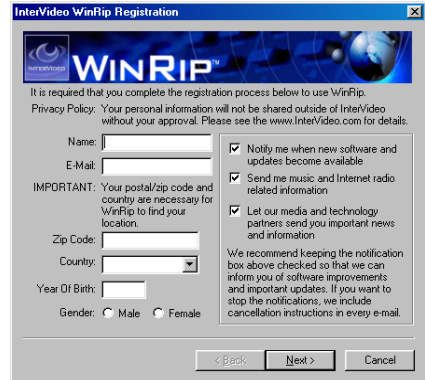 InterVideo WinRip Registration
INTERVIDEO
WINRIP™
It is required that you complete the registration process below to use WinRip.
Privacy Policy: Your personal information will not be shared outside of InterVideo
without your approval. Please see the www.InterVideo.com for details.
Name:
E-Mail:
IMPORTANT: Your postal/zip code and
country are necessary for
WinRip to find your
location.
Zip Code:
Country:
Year Of Birth:
Gender: Male Female
Notify me when new software and
updates become available
Send me music and Internet radio
related information
Let our media and technology
partners send you important news
and information
We recommend keeping the notification
box above checked so that we can
inform you of software improvements
and important updates. If you want to
stop the notifications, we include
cancellation instructions in every e-mail.
< Back Next > Cancel